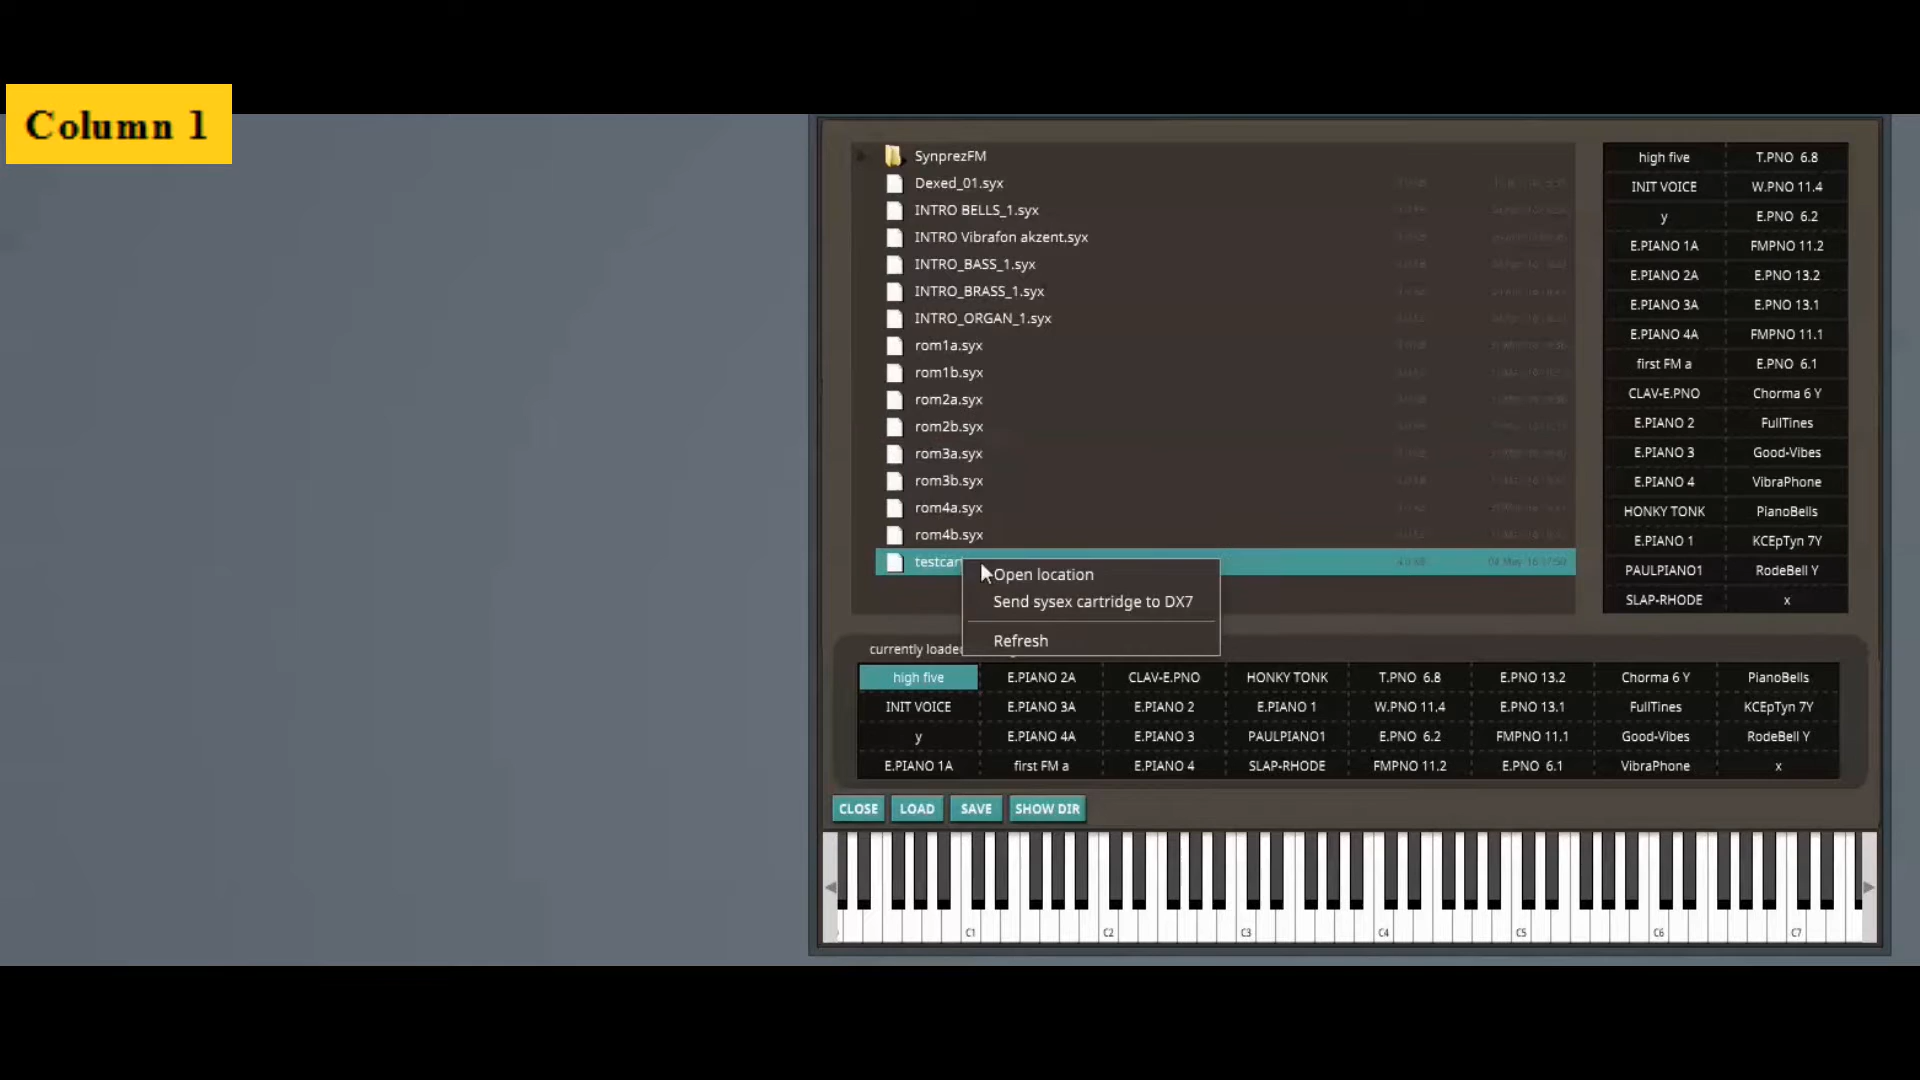 Column 1
SynprezFM
Dexed_01.syx
INTRO BELLS_1.syx
INTRO Vibrafon akzent.syx
INTRO_BASS_1.syx
INTRO_BRASS_1.syx
INTRO_ORGAN_1.syx
rom1a.syx
rom1b.syx
rom2a.syx
rom2b.syx
rom3a.syx
rom3b.syx
rom4a.syx
rom4b.syx
Open location
Send sysex cartridge to DX7
Refresh
high five T.PNO 6.8
INIT VOICE W.PNO 11.4
y E.PNO 6.2
E.PIANO 1A FMPNO 11.2
E.PIANO 2A E.PNO 13.2
E.PIANO 3A E.PNO 13.1
E.PIANO 4A FMPNO 11.1
first FM a E.PNO 6.1
CLAV-E.PNO Chorma 6 Y
E.PIANO 2 FullTines
E.PIANO 3 Good-Vibes
E.PIANO 4 VibraPhone
HONKY TONK PianoBells
E.PIANO 1 KCEpTyn 7Y
PAULPIANO1 RodeBell Y
SLAP-RHODE x
currently
high five E.PIANO 2A CLAV-E.PNO HONKY TONK T.PNO 6.8 E.PNO 13.2 Chorma 6 Y PianoBells
INIT VOICE E.PIANO 3A E.PIANO 2 E.PIANO 1 W.PNO 11.4 E.PNO 13.1 FullTines KCEpTyn 7Y
y E.PIANO 4A E.PIANO 3 PAULPIANO1 E.PNO 6.2 FMPNO 11.1 Good-Vibes RodeBell Y
E.PIANO 1A first FM a E.PIANO 4 SLAP-RHODE FMPNO 11.2 E.PNO 6.1 VibraPhone x
CLOSE LOAD SAVE SHOW DIR
C1 C2 C3 C4 C5 C6 C7